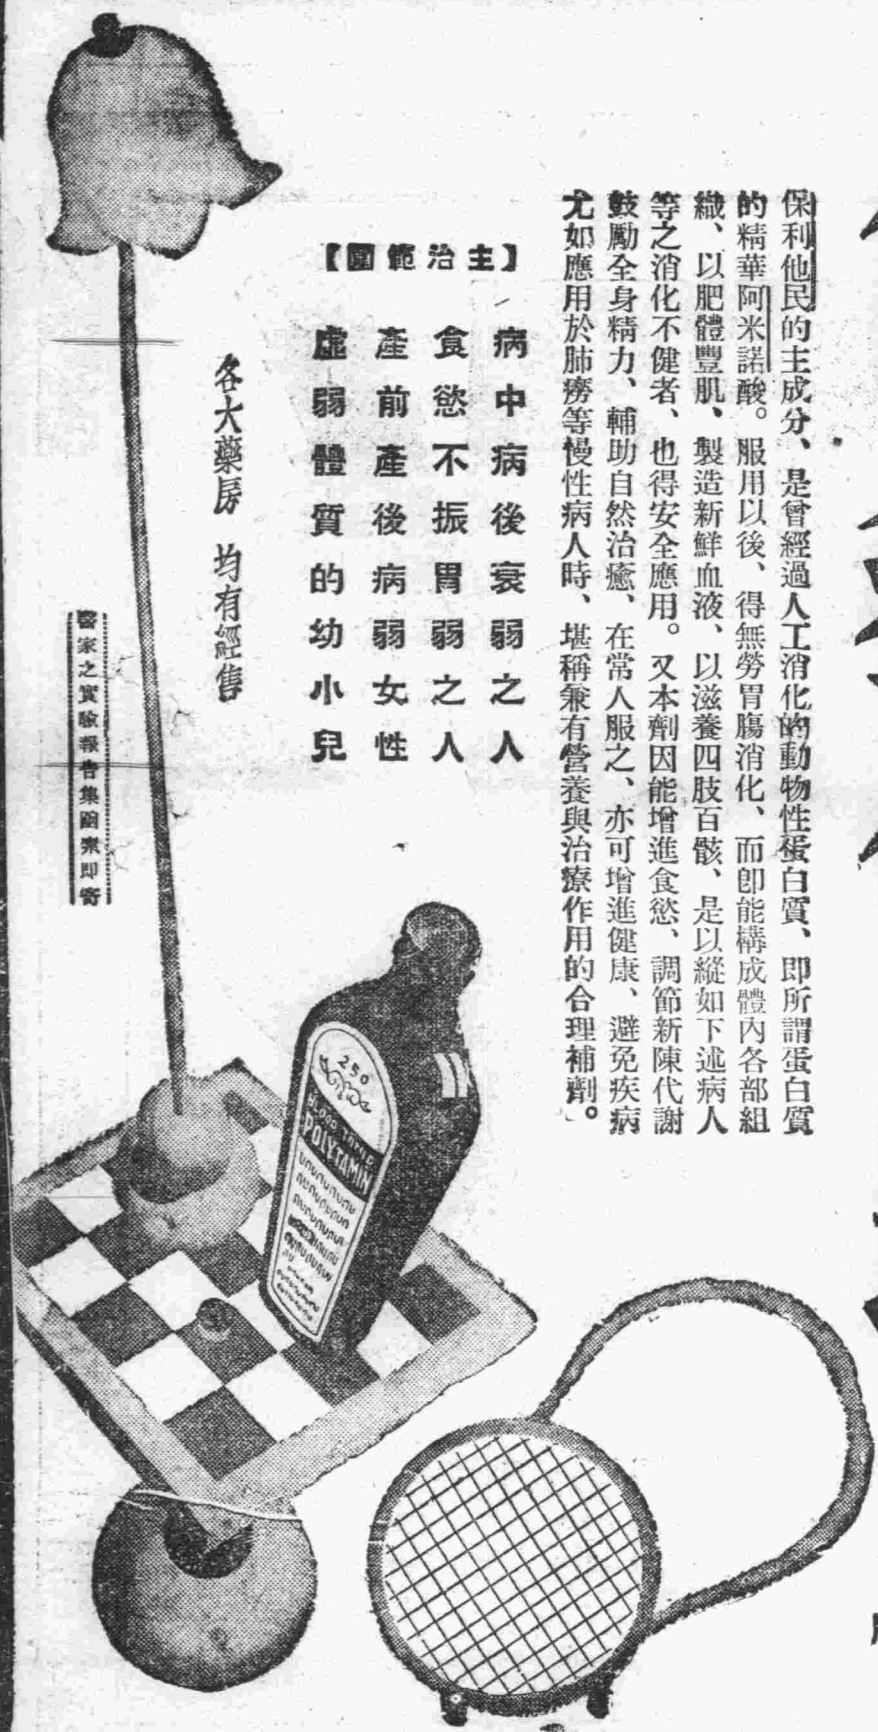 保利他民的主成分、是曾經過人工消化的動物性蛋白質、即所謂蛋白質
的精華阿米諾酸。服用以後、得無勞胃腸消化、而卽能構成體內各部組
織、以肥體豐肌、製造新鮮血液、以滋養四肢百骸、是以縱如下述病人
等之消化不健者、也得安全應用。又本劑因能增進食慾、調節新陳代謝
鼓勵全身精力、輔助自然治癒、在常人服之、亦可增進健康、避免疾病
尤如應用於肺癆等慢性病人時、堪稱兼有營養與治療作用的合理補劑。
【主治範圍】
病中病後衰弱之人
食慾不振胃弱之人
產前產後病弱女性
虛弱體質的幼小兒
各大藥房 均有經售
醫家之實驗報告集函索即寄
250
BLOOD TONIC
POLYTAMIN